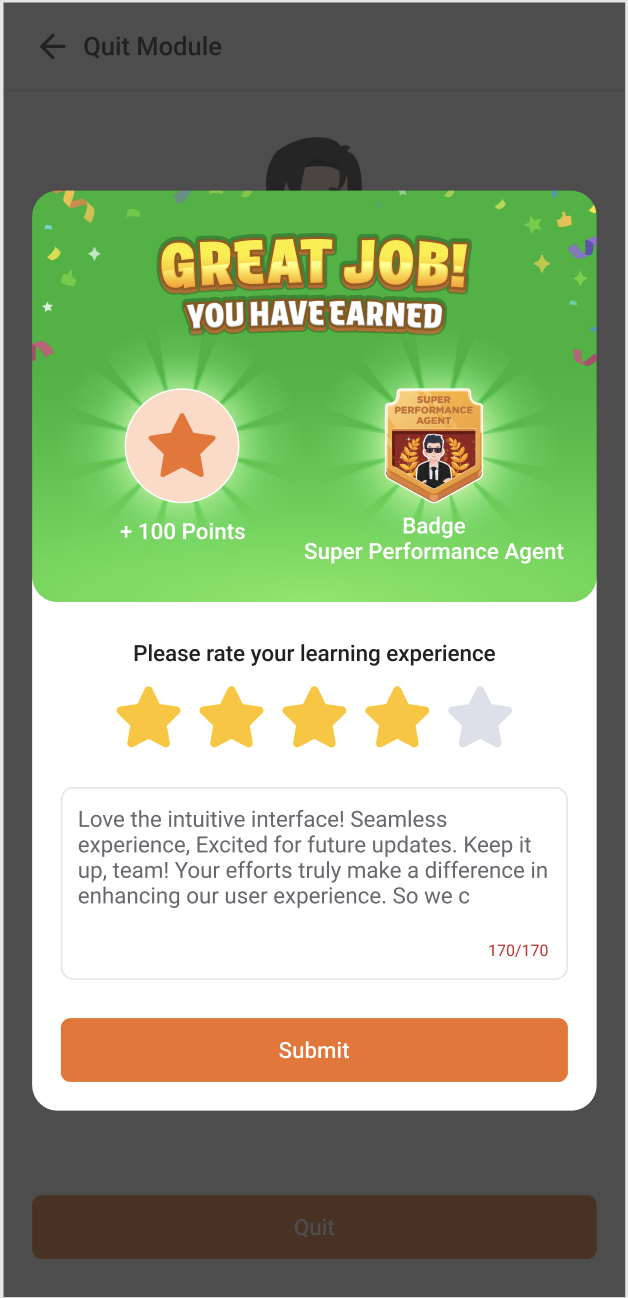 Quit Module
GREAT JOB!
YOU HAVE EARNED
SUPER
PERFORMANCE
AGENT
+ 100 Points
Badge
Super Performance Agent
Please rate your learning experience
Love the intuitive interface! Seamless
experience, Excited for future updates. Keep it
up, team! Your efforts truly make a difference in
enhancing our user experience. So we c
170/170
Submit
Quit